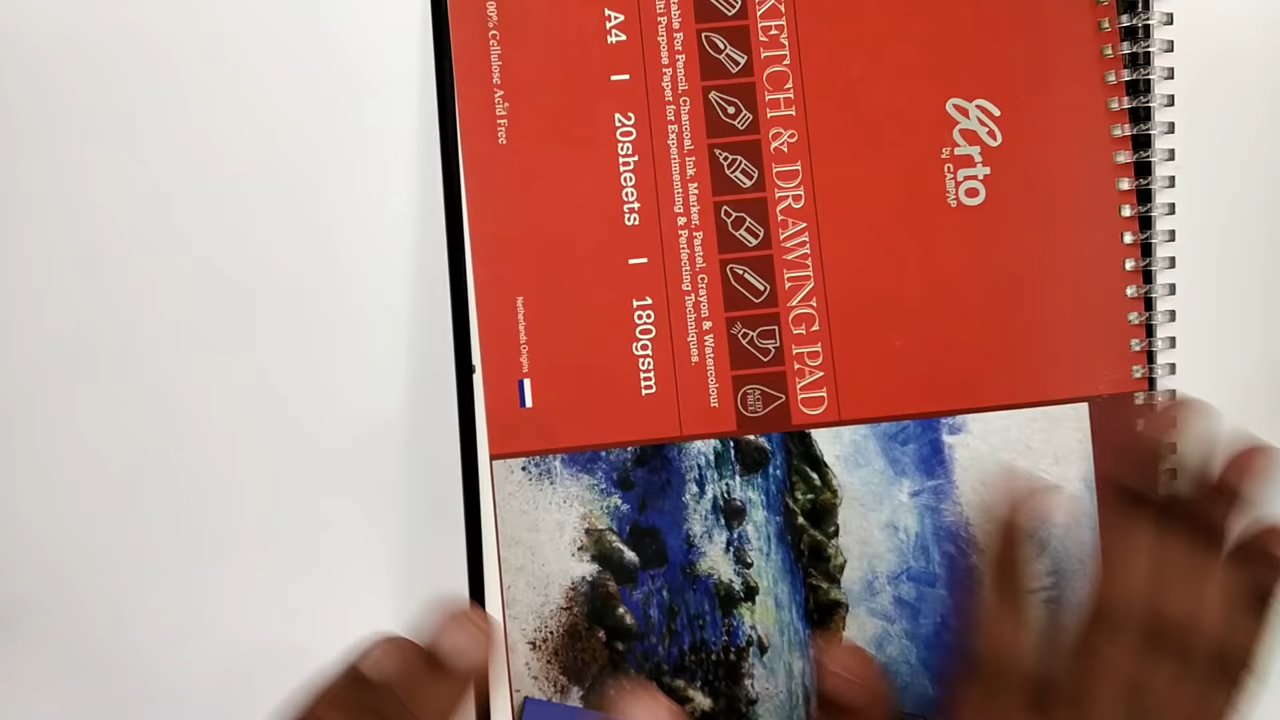 Arto
by CAMPAP
KETCH & DRAWING PAD
ACID
FREE
table For Pencil, Charcoal, Ink, Marker, Pastel, Crayon & Watercolour
lti Purpose Paper for Experimenting & Perfecting Techniques.
A4 | 20sheets | 180gsm
00% Cellulose Acid Free
Netherlands Origins